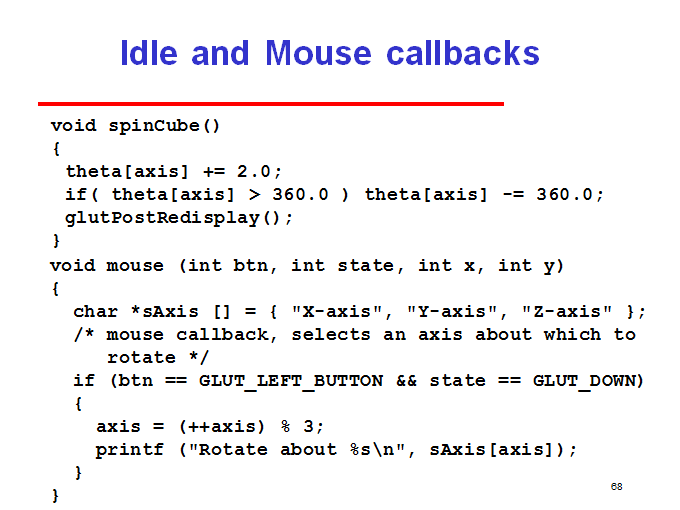 Idle and Mouse callbacks
void spinCube()
{
theta[axis] += 2.0;
if( theta[axis] > 360.0 ) theta[axis] -= 360.0;
glutPostRedisplay();
}
void mouse (int btn, int state, int x, int y)
{
char *sAxis [] = { "X-axis", "Y-axis", "Z-axis" };
/* mouse callback, selects an axis about which to
rotate */
if (btn == GLUT_LEFT_BUTTON && state == GLUT_DOWN)
{
axis = (++axis) % 3;
printf ("Rotate about %s\n", sAxis[axis]);
}
}
68